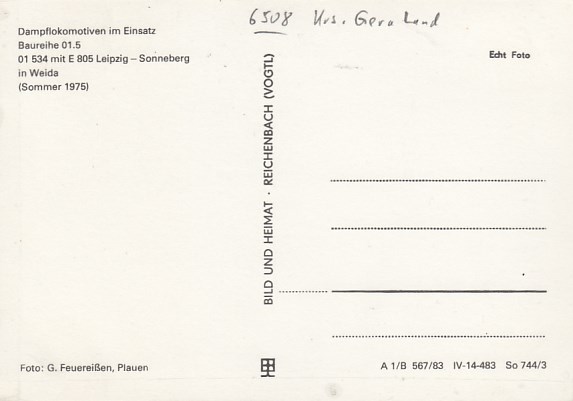 6508 Krs. Gera Land
Dampflokomotiven im Einsatz
Baureihe 01.5
01 534 mit E 805 Leipzig – Sonneberg
in Weida
(Sommer 1975)
Echt Foto
BILD UND HEIMAT · REICHENBACH (VOGTL)
Foto: G. Feuereißen, Plauen
A 1/B 567/83 IV-14-483 So 744/3